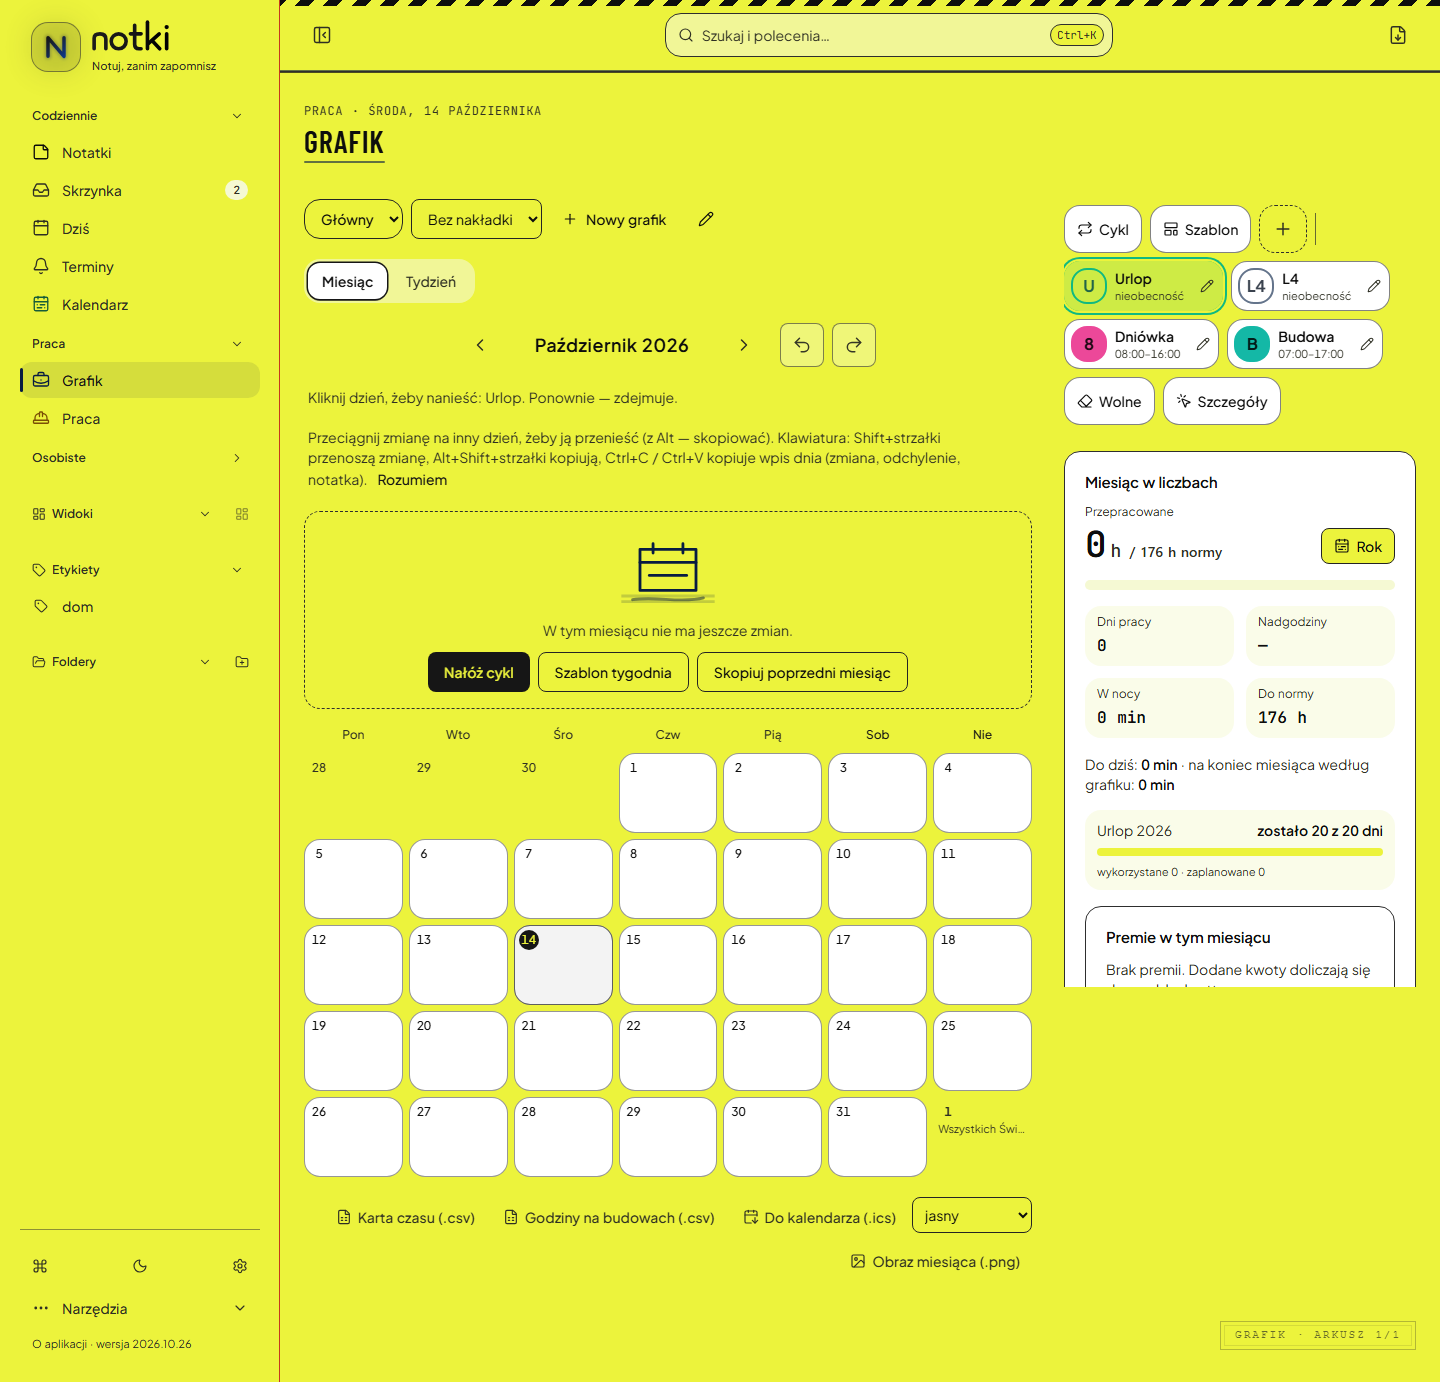 N notki
Notuj, zanim zapomnisz
Codziennie
Notatki
Skrzynka 2
Dziś
Terminy
Kalendarz
Praca
Grafik
Praca
Osobiste
Widoki
Etykiety
dom
Foldery
Narzędzia
O aplikacji · wersja 2026.10.26
Szukaj i polecenia… Ctrl+K
PRACA · ŚRODA, 14 PAŹDZIERNIKA
GRAFIK
Główny Bez nakładki Nowy grafik
Miesiąc Tydzień
Październik 2026
Kliknij dzień, żeby nanieść: Urlop. Ponownie — zdejmuje.
Przeciągnij zmianę na inny dzień, żeby ją przenieść (z Alt — skopiować). Klawiatura: Shift+strzałki
przenoszą zmianę, Alt+Shift+strzałki kopiują, Ctrl+C / Ctrl+V kopiuje wpis dnia (zmiana, odchylenie,
notatka). Rozumiem
W tym miesiącu nie ma jeszcze zmian.
Nałóż cykl Szablon tygodnia Skopiuj poprzedni miesiąc
Pon Wto Śro Czw Pią Sob Nie
28 29 30 1 2 3 4
5 6 7 8 9 10 11
12 13 14 15 16 17 18
19 20 21 22 23 24 25
26 27 28 29 30 31 1
Wszystkich Świ…
Karta czasu (.csv) Godziny na budowach (.csv) Do kalendarza (.ics) jasny
Obraz miesiąca (.png)
Cykl Szablon
U Urlop
nieobecność
L4 L4
nieobecność
8 Dniówka
08:00–16:00
B Budowa
07:00–17:00
Wolne Szczegóły
Miesiąc w liczbach
Przepracowane
0 h / 176 h normy Rok
Dni pracy
0
Nadgodziny
—
W nocy
0 min
Do normy
176 h
Do dziś: 0 min · na koniec miesiąca według
grafiku: 0 min
Urlop 2026 zostało 20 z 20 dni
wykorzystane 0 · zaplanowane 0
Premie w tym miesiącu
Brak premii. Dodane kwoty doliczają się
GRAFIK · ARKUSZ 1/1